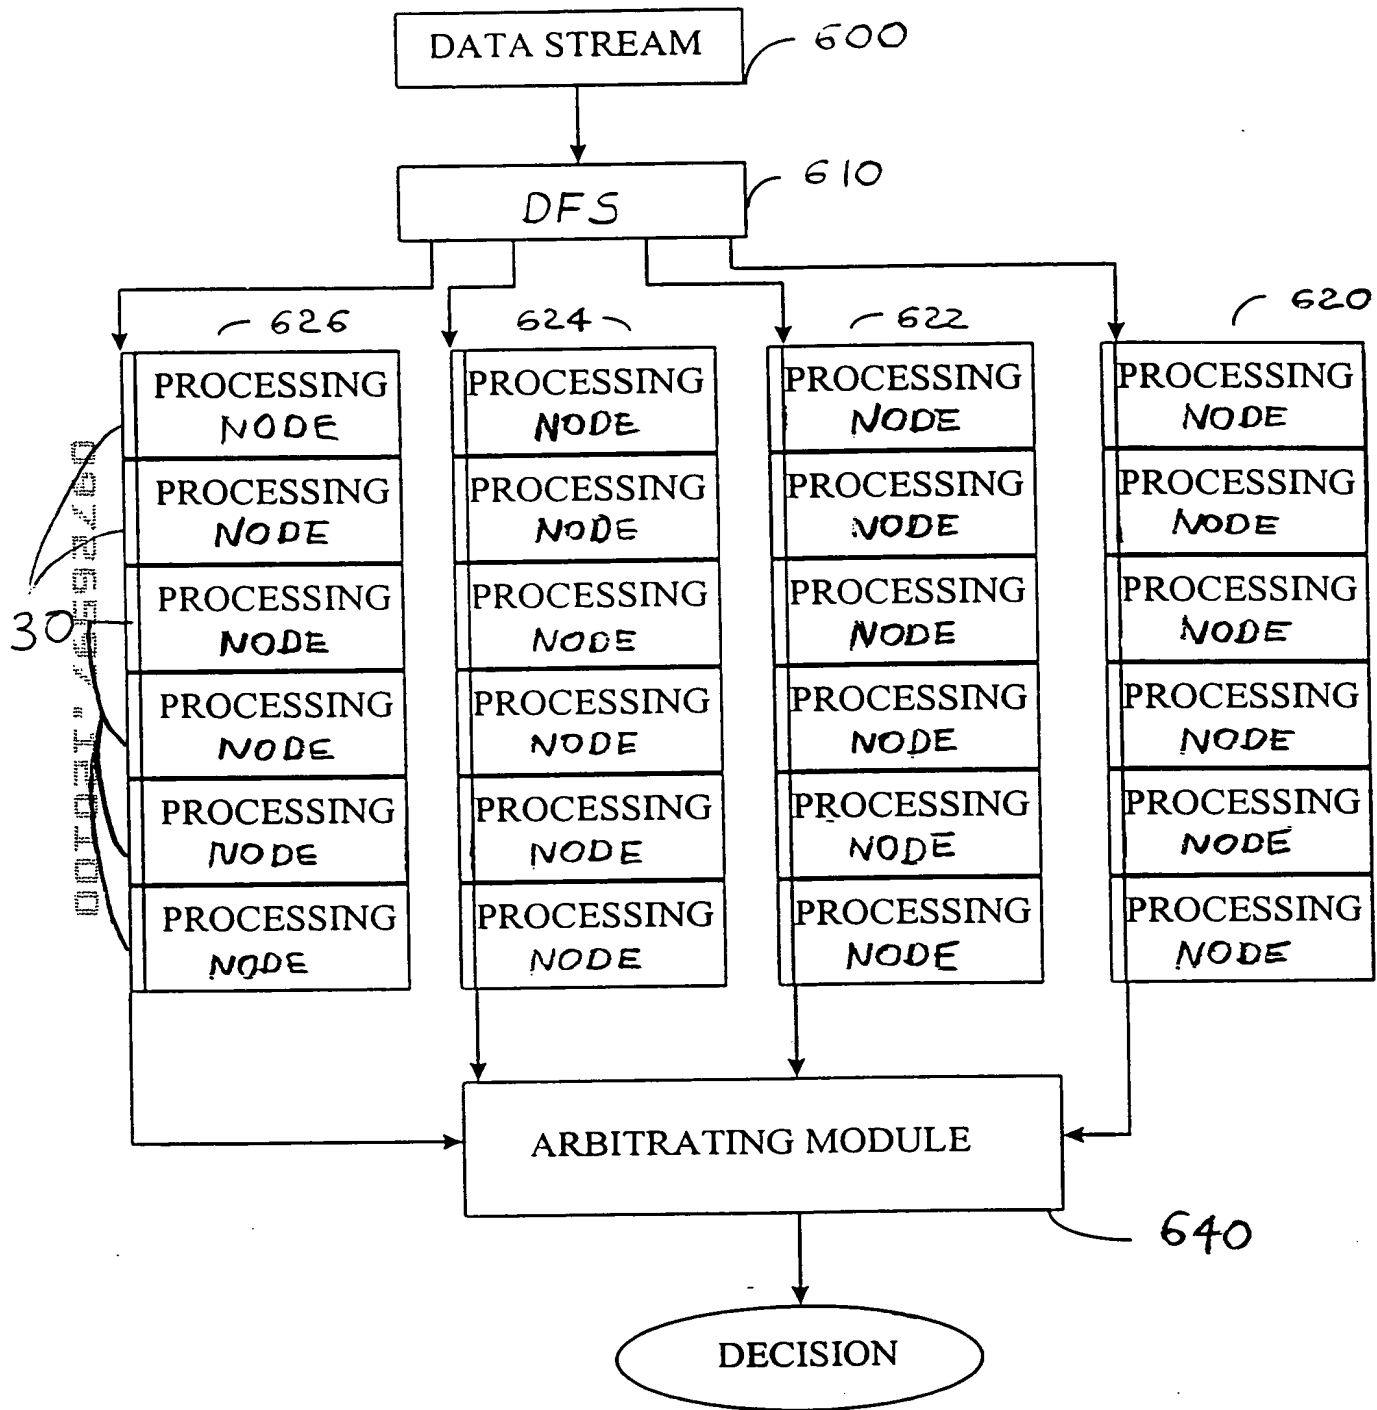 DATA STREAM
600
DFS
610
626
624
622
620
PROCESSING NODE
PROCESSING NODE
PROCESSING NODE
PROCESSING NODE
PROCESSING NODE
PROCESSING NODE
PROCESSING NODE
PROCESSING NODE
PROCESSING NODE
PROCESSING NODE
PROCESSING NODE
PROCESSING NODE
30
PROCESSING NODE
PROCESSING NODE
PROCESSING NODE
PROCESSING NODE
PROCESSING NODE
PROCESSING NODE
PROCESSING NODE
PROCESSING NODE
PROCESSING NODE
PROCESSING NODE
PROCESSING NODE
PROCESSING NODE
ARBITRATING MODULE
640
DECISION